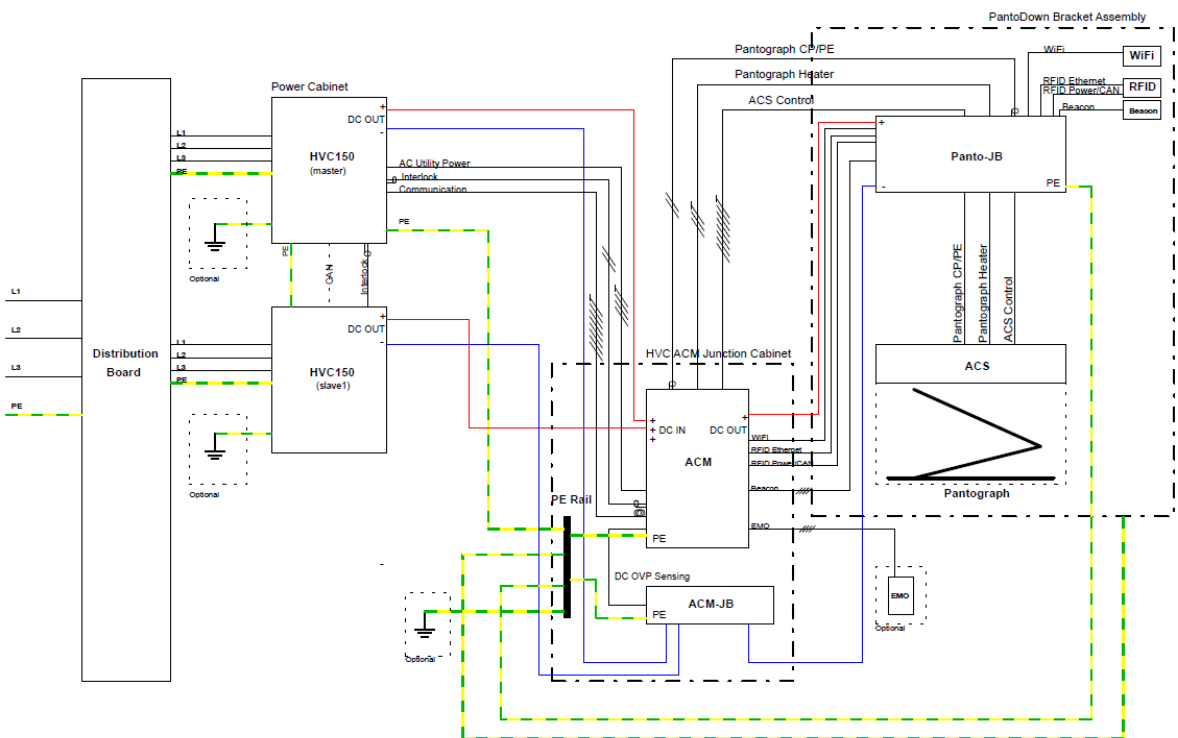 PantoDown Bracket Assembly
Pantograph CP/PE
WiFi
WiFi
Pantograph Heater
RFID Ethernet
RFID
RFID Power/CAN
Power Cabinet
ACS Control
Beacon
Beacon
+
DC OUT
-
HVC150
(master)
L1
L2
L3
PE
AC Utility Power
Interlock
Communication
PE
+
Panto-JB
PE
-
Optional
PE
CAN
Interlock
Pantograph CP/PE
Pantograph Heater
ACS Control
L1
L2
L3
PE
Distribution
Board
L1
L2
L3
PE
+
DC OUT
-
HVC150
(slave1)
Optional
HVC ACM Junction Cabinet
ACS
Pantograph
+
+
+
DC IN
+
DC OUT
ACM
WiFi
RFID Ethernet
RFID Power/CAN
Beacon
EMO
PE
PE Rail
DC OVP Sensing
ACM-JB
PE
-
EMO
Optional
Optional